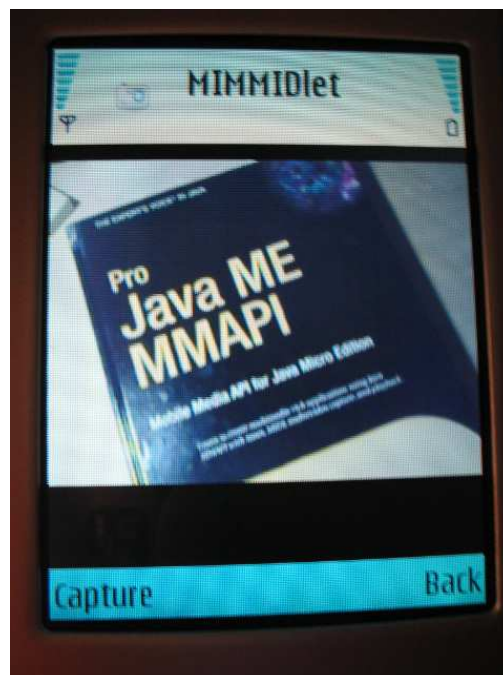 MIMMIDlet
THE EXPERT'S VOICE® IN JAVA
Pro
Java ME
MMAPI
Mobile Media API for Java Micro Edition
Capture
Back